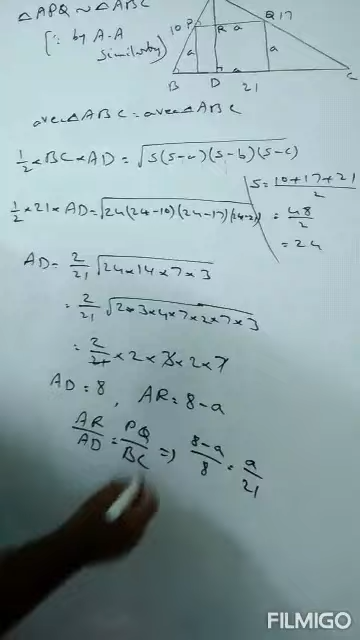 △APQ ~ △ABC
[∵ by A-A
similarity]
10 P R Q 17
a a a
B D a C
21
area △ABC = area △ABC
1/2 × BC × AD = √s(s-a)(s-b)(s-c)
s = 10+17+21/2
= 48/2
= 24
1/2 × 21 × AD = √24(24-10)(24-17)(24-21)
AD = 2/21 √24×14×7×3
= 2/21 √2×3×4×7×2×7×3
= 2/21 × 2 × 3 × 2 × 7
AD = 8, AR = 8-a
AR/AD = PQ/BC => 8-a/8 = a/21
FILMIGO